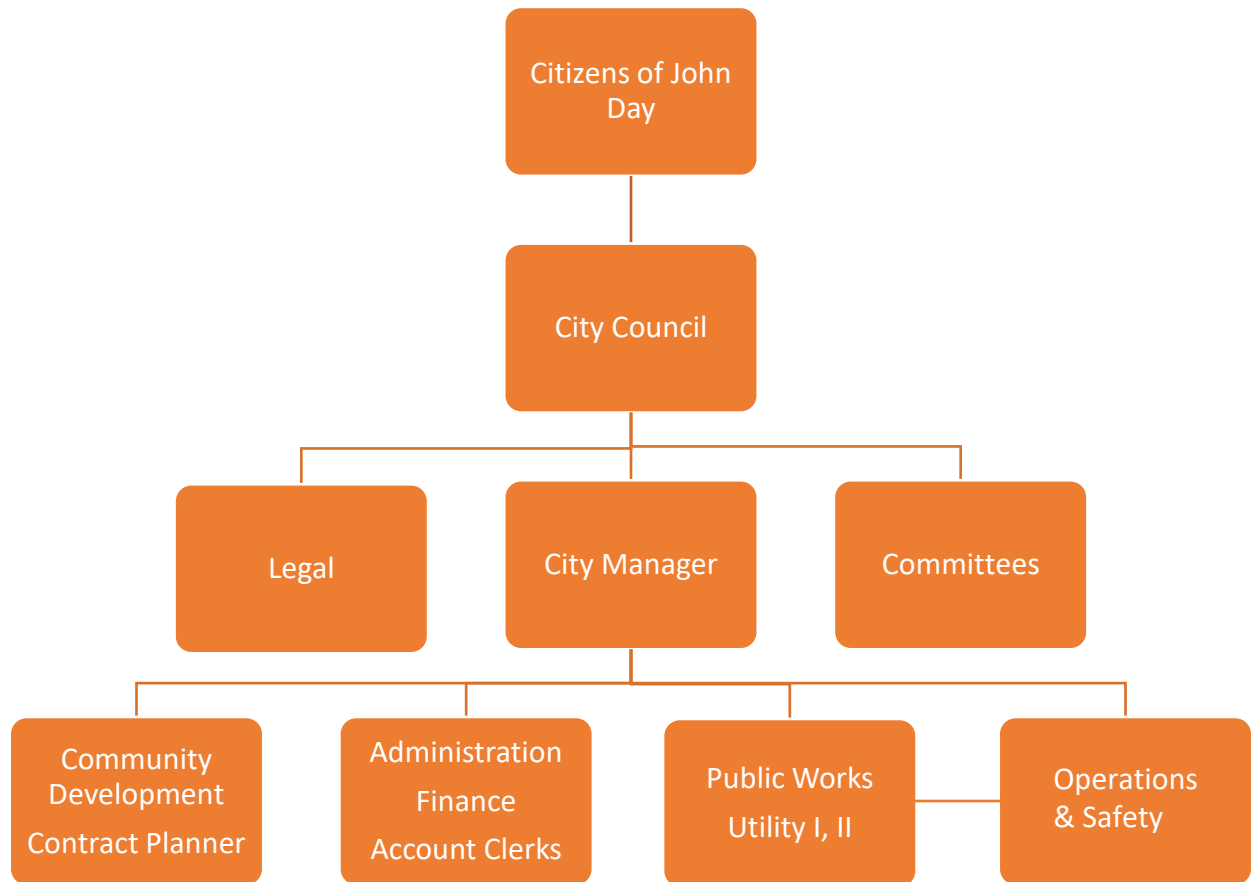 Citizens of John
Day
City Council
Legal
City Manager
Committees
Community
Development
Contract Planner
Administration
Finance
Account Clerks
Public Works
Utility I, II
Operations
& Safety